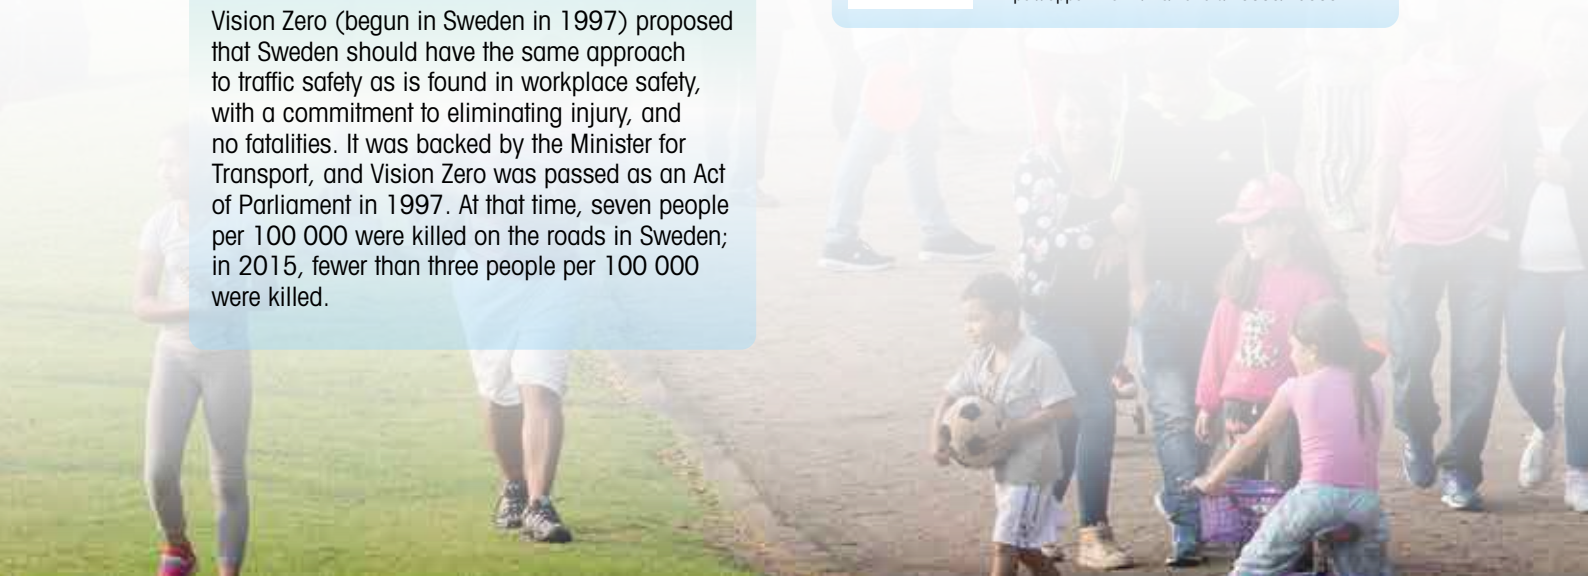 Vision Zero (begun in Sweden in 1997) proposed
that Sweden should have the same approach
to traffic safety as is found in workplace safety,
with a commitment to eliminating injury, and
no fatalities. It was backed by the Minister for
Transport, and Vision Zero was passed as an Act
of Parliament in 1997. At that time, seven people
per 100 000 were killed on the roads in Sweden;
in 2015, fewer than three people per 100 000
were killed.